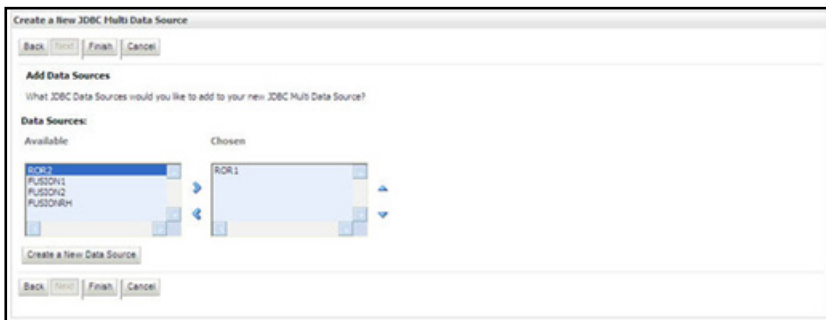 Create a New JDBC Multi Data Source
Back Next Finish Cancel
Add Data Sources
What JDBC Data Sources would you like to add to your new JDBC Multi Data Source?
Data Sources:
Available Chosen
ROR2 ROR1
FUSION1
FUSION2
FUSIONRH
Create a New Data Source
Back Next Finish Cancel